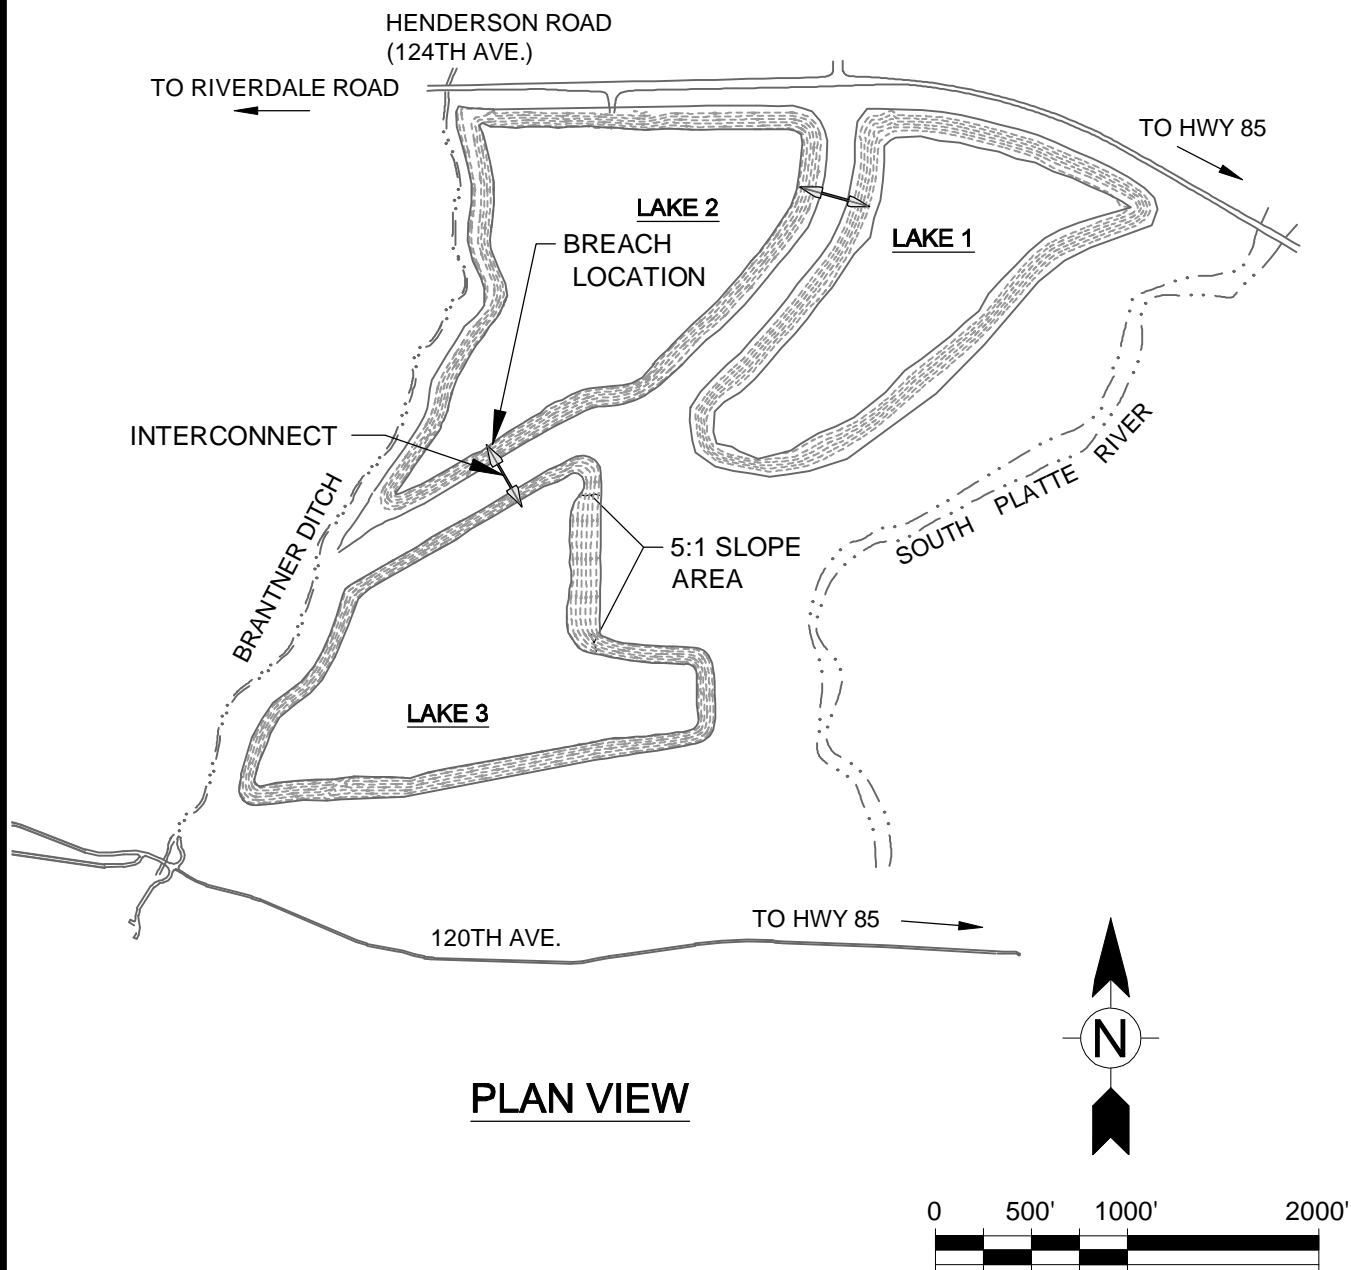 HENDERSON ROAD
(124TH AVE.)
TO RIVERDALE ROAD
TO HWY 85
LAKE 2
LAKE 1
BREACH
LOCATION
INTERCONNECT
BRANTNER DITCH
SOUTH PLATTE RIVER
5:1 SLOPE
AREA
LAKE 3
120TH AVE.
TO HWY 85
N
PLAN VIEW
0 500' 1000' 2000'